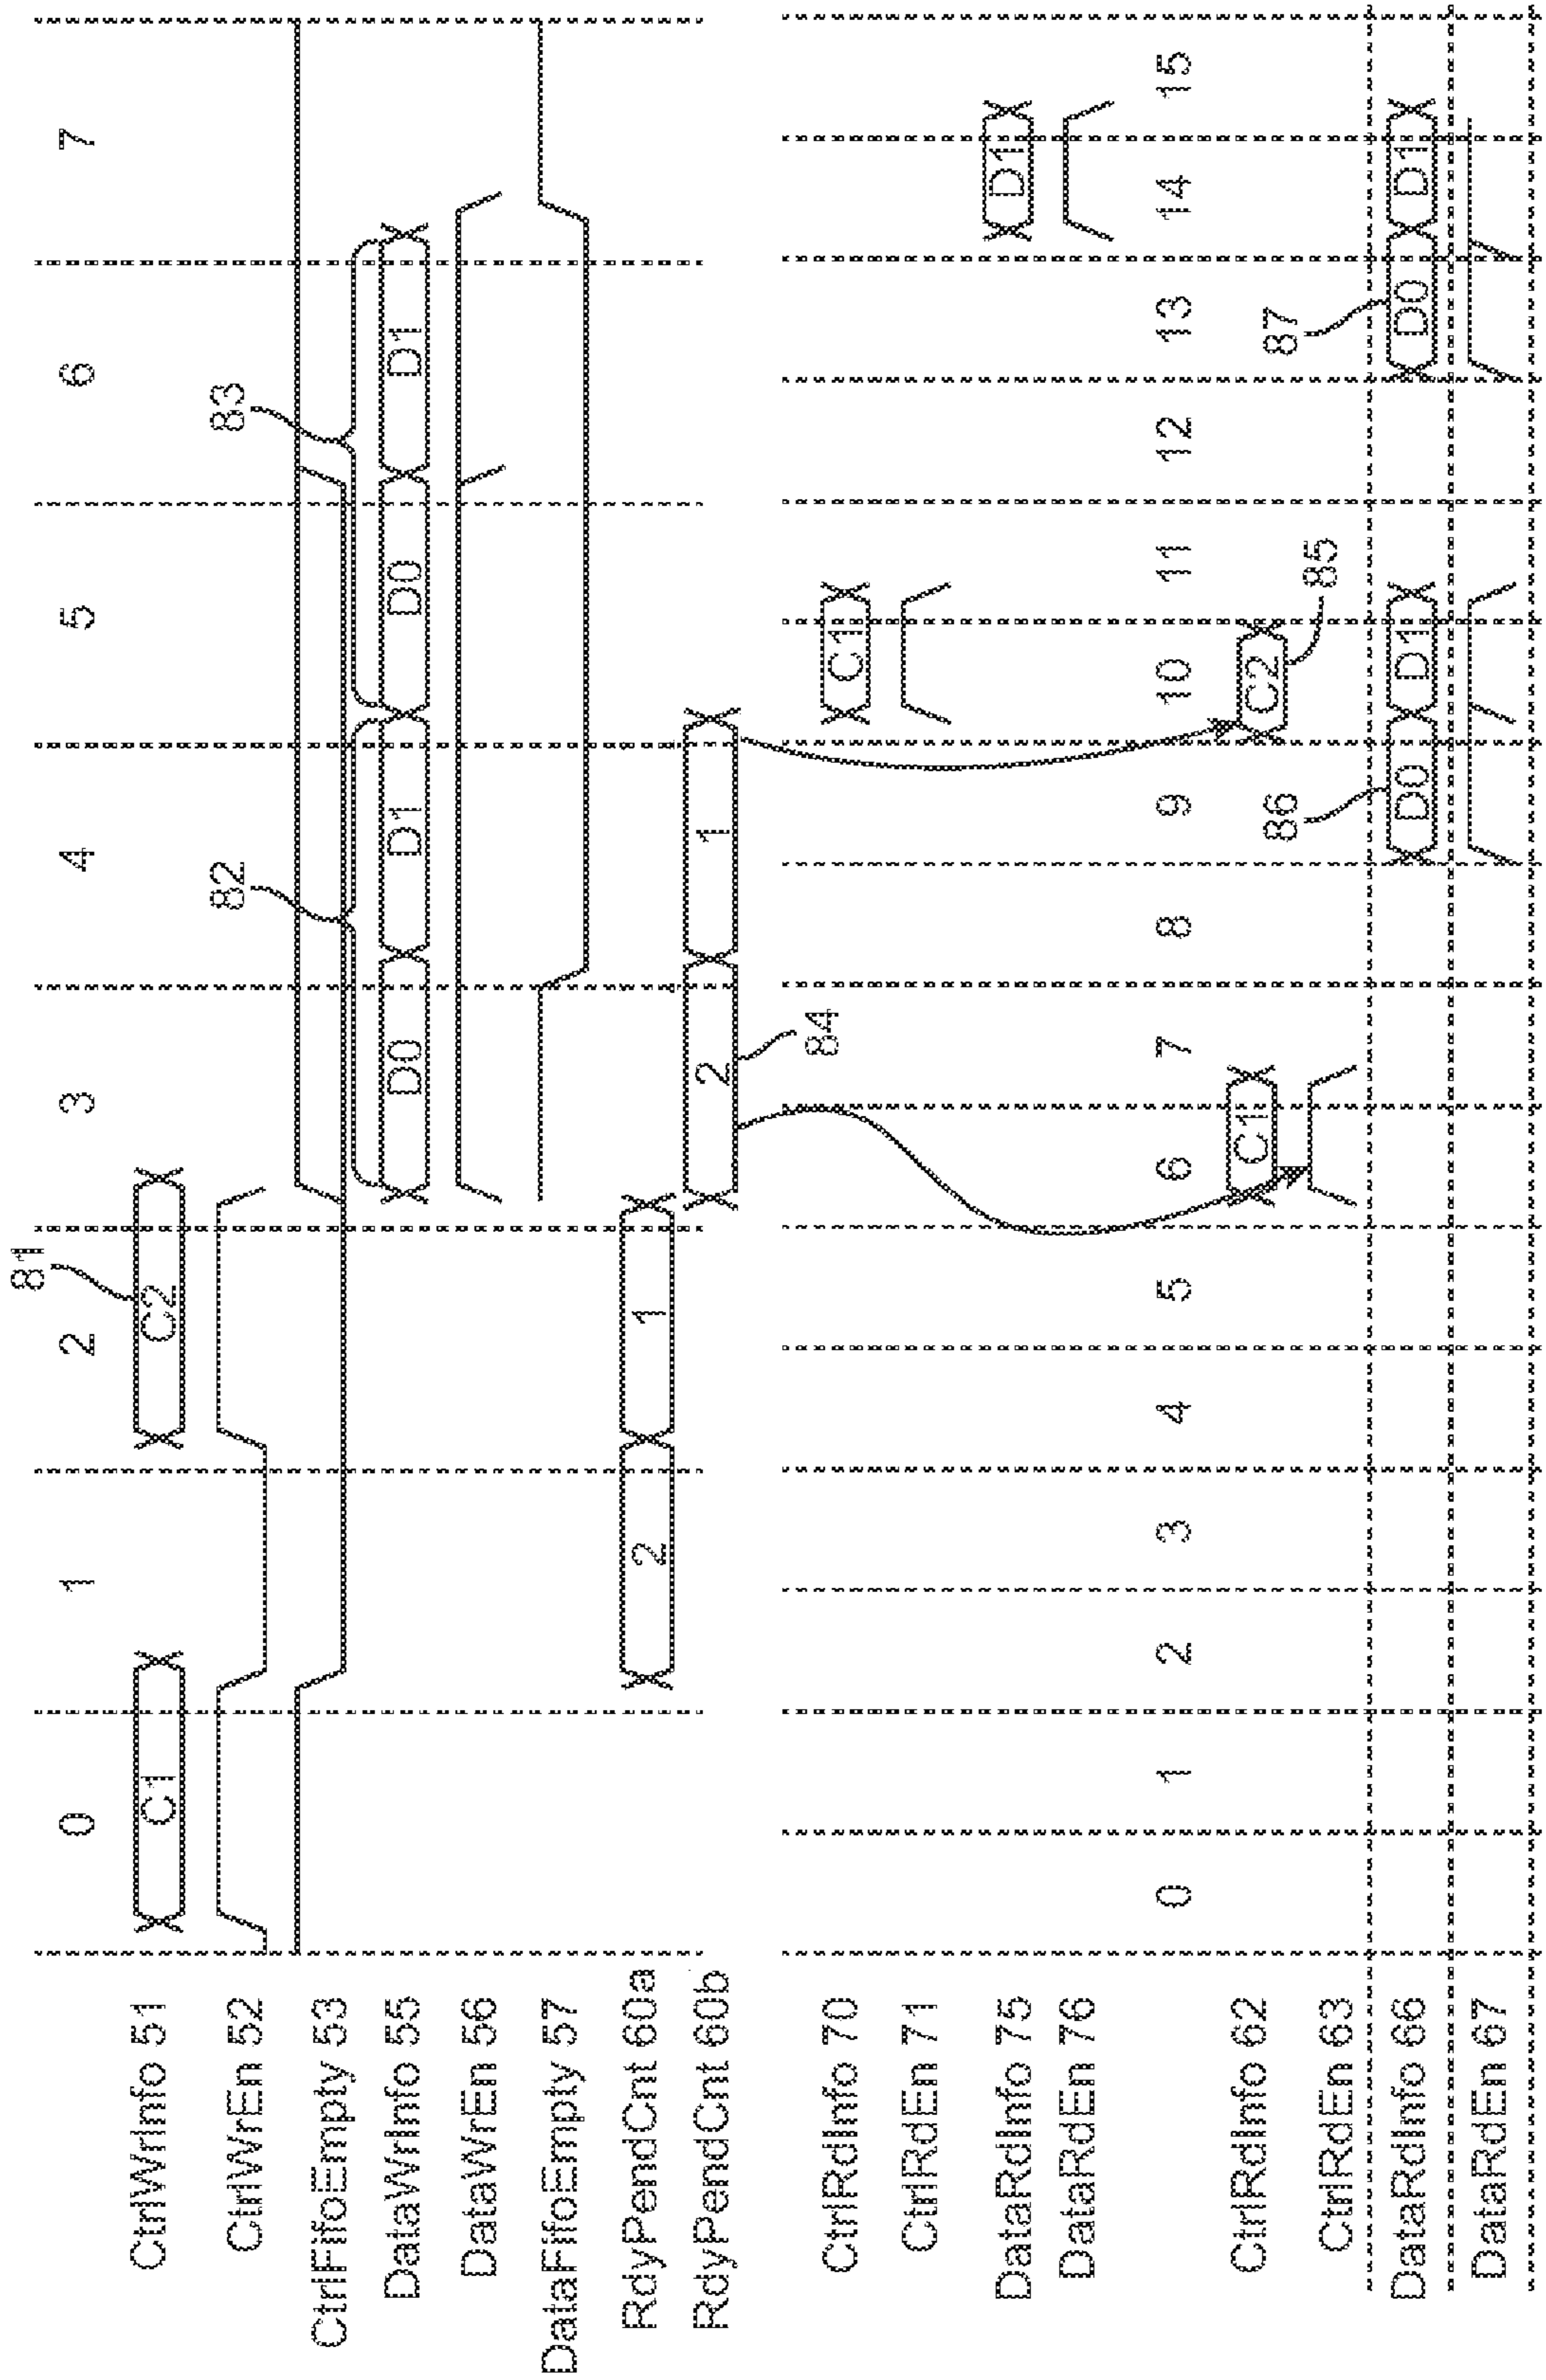 0 1 2 3 4 5 6 7
81
CtrlWrInfo 51 C1 C2
CtrlWrEn 52
82 83
CtrlFifoEmpty 53
DataWrInfo 55 D0 D1 D0 D1
DataWrEn 56
DataFifoEmpty 57
RdyPendCnt 60a 2 1
RdyPendCnt 60b 2 1
84
CtrlRdInfo 70 C1
CtrlRdEn 71
DataRdInfo 75 D1
DataRdEn 76
0 1 2 3 4 5 6 7 8 9 10 11 12 13 14 15
CtrlRdInfo 62 C1 C2
86 87
CtrlRdEn 63
85
DataRdInfo 66 D0 D1 D0 D1
DataRdEn 67